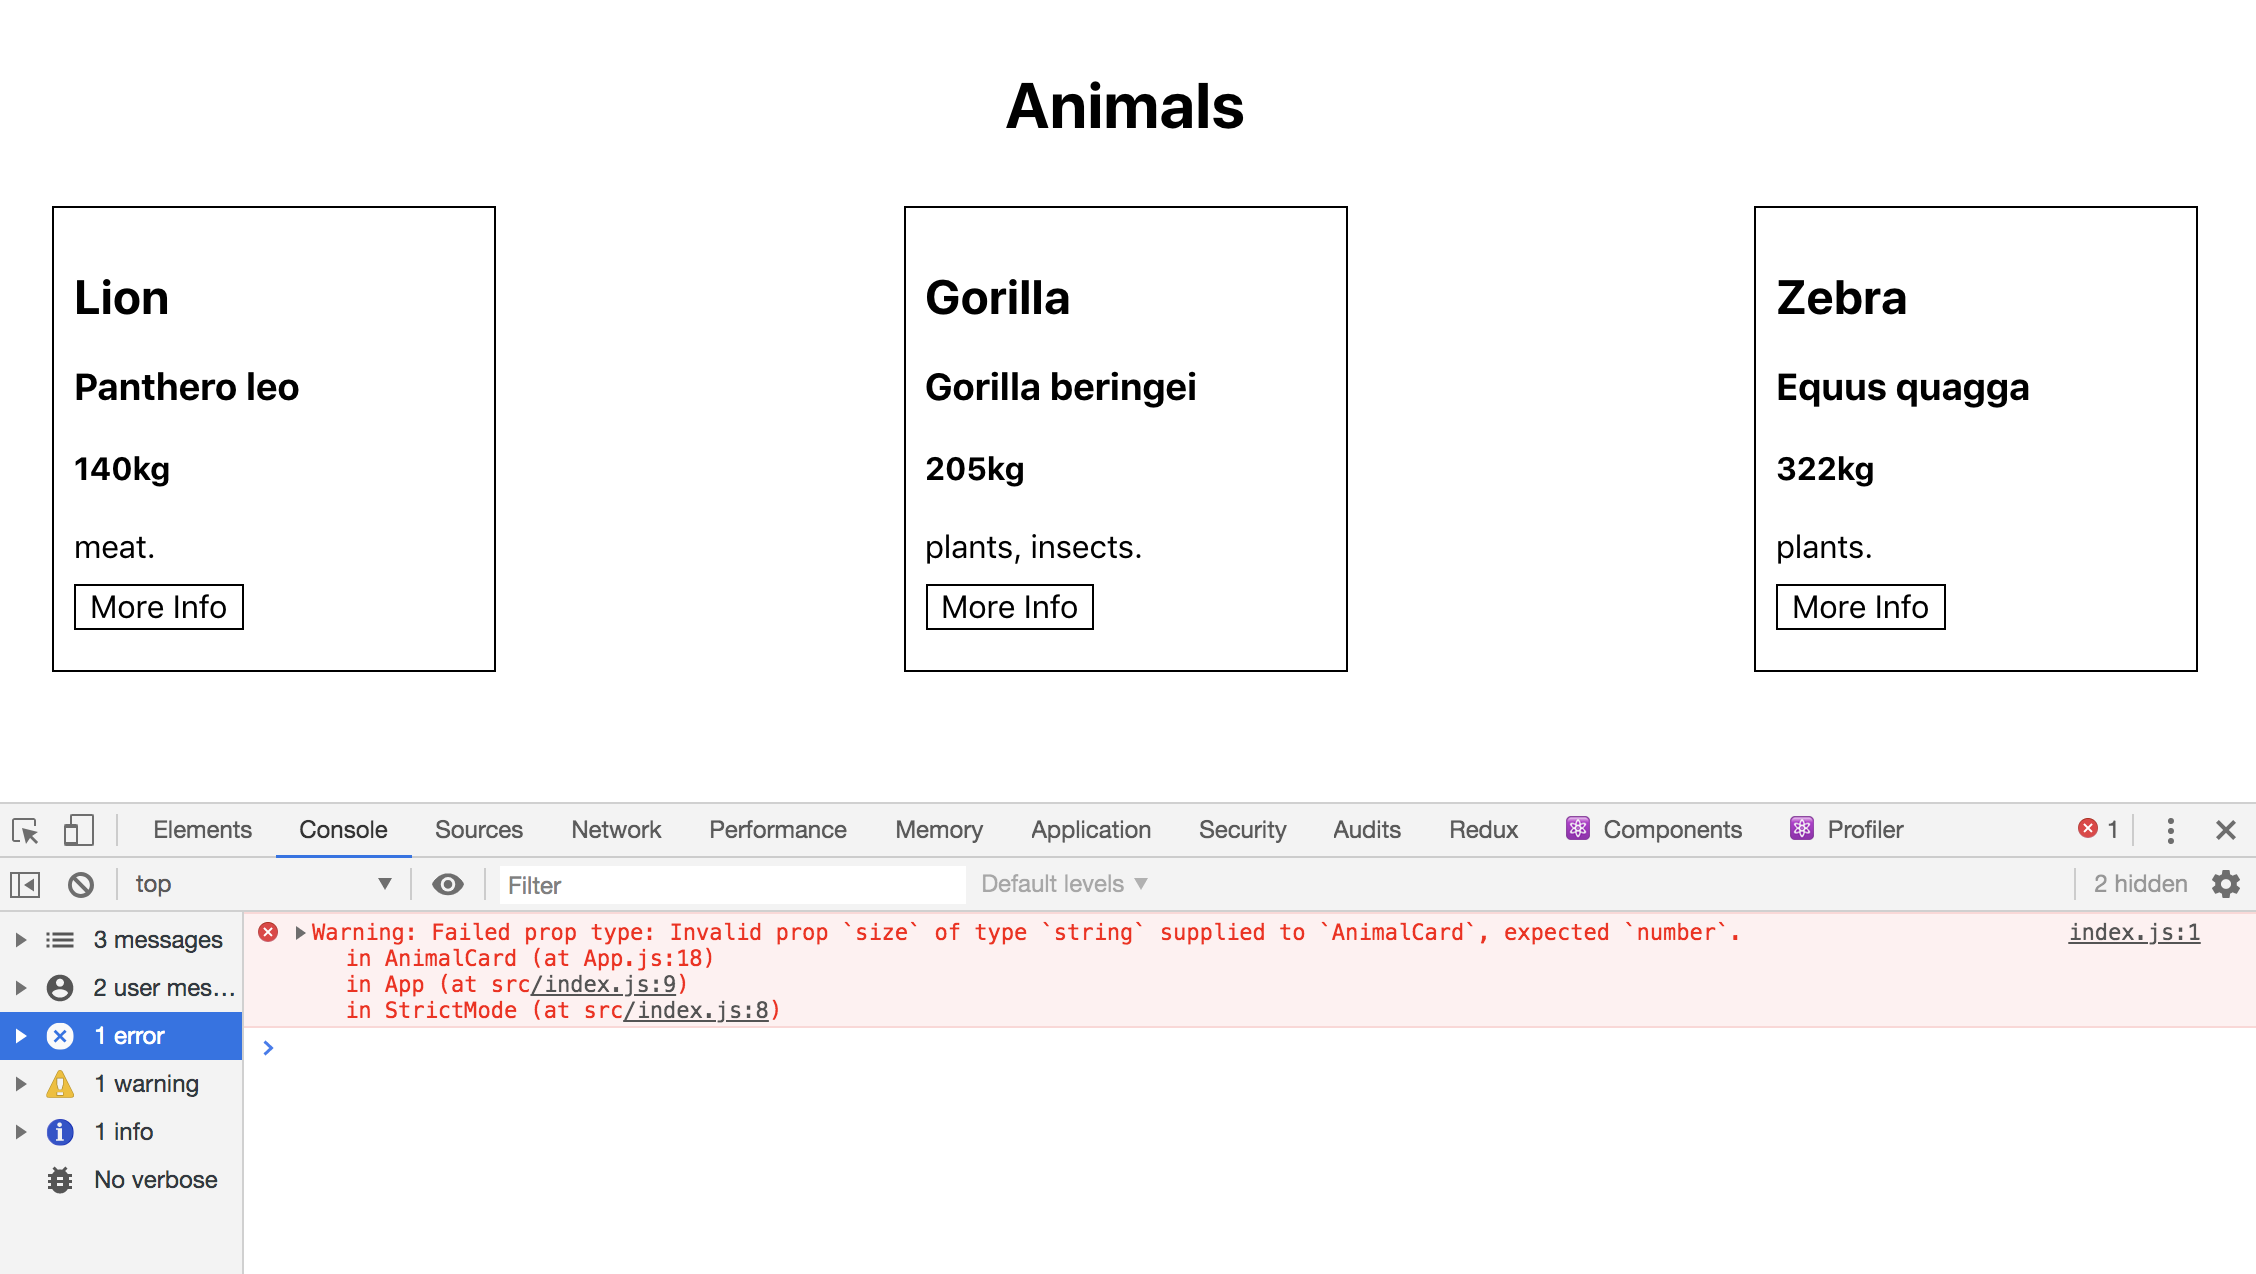 Animals
Lion
Panthero leo
140kg
meat.
More Info
Gorilla
Gorilla beringei
205kg
plants, insects.
More Info
Zebra
Equus quagga
322kg
plants.
More Info
Elements Console Sources Network Performance Memory Application Security Audits Redux Components Profiler 1
top Filter Default levels 2 hidden
3 messages
2 user mes...
1 error
1 warning
1 info
No verbose
Warning: Failed prop type: Invalid prop `size` of type `string` supplied to `AnimalCard`, expected `number`. index.js:1
in AnimalCard (at App.js:18)
in App (at src/index.js:9)
in StrictMode (at src/index.js:8)